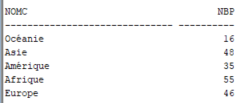 NOMC NBP
------------------------------ ----------
Océanie 16
Asie 48
Amérique 35
Afrique 55
Europe 46